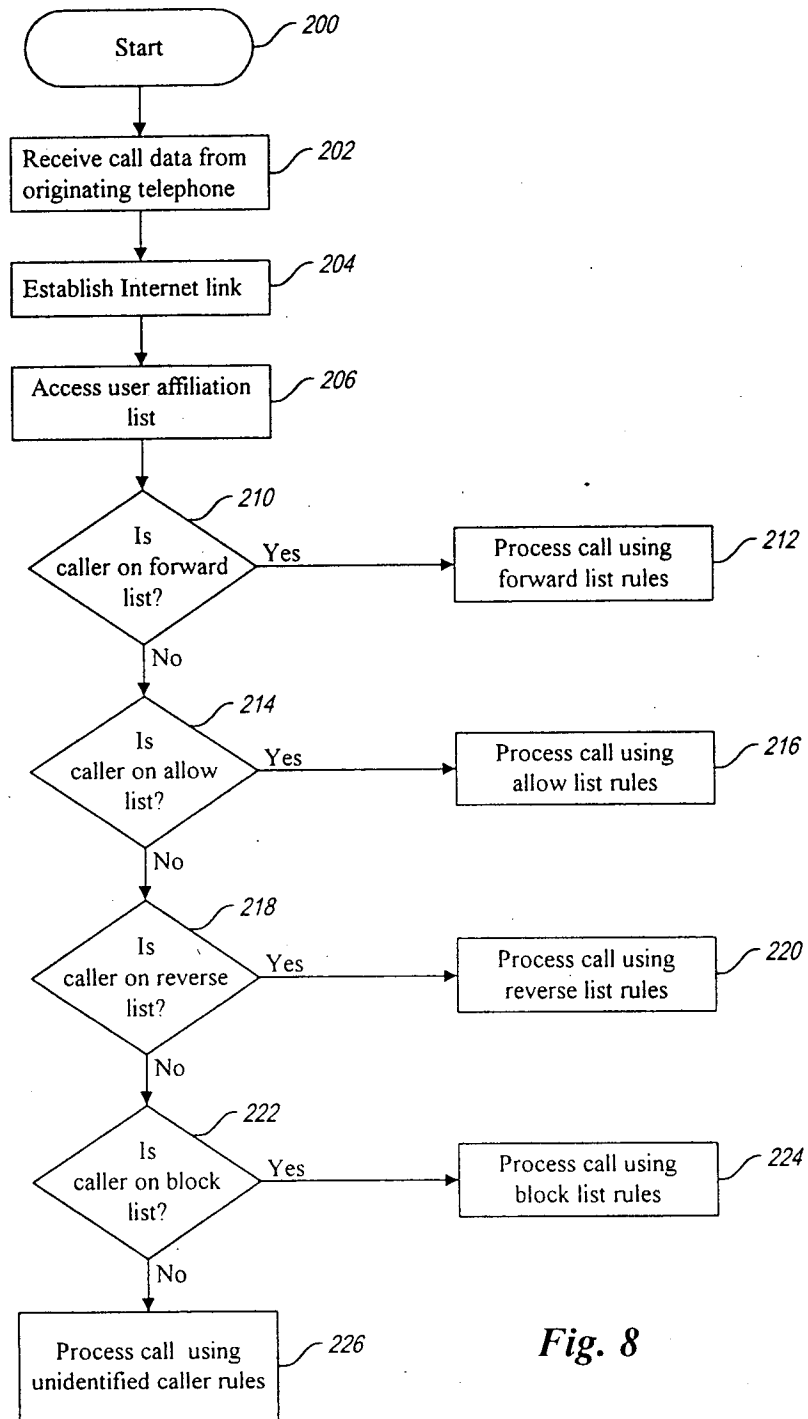 Start
200
Receive call data from
originating telephone
202
Establish Internet link
204
Access user affiliation
list
206
Is
caller on forward
list?
210
Yes
Process call using
forward list rules
212
No
Is
caller on allow
list?
214
Yes
Process call using
allow list rules
216
No
Is
caller on reverse
list?
218
Yes
Process call using
reverse list rules
220
No
Is
caller on block
list?
222
Yes
Process call using
block list rules
224
No
Process call using
unidentified caller rules
226
Fig. 8